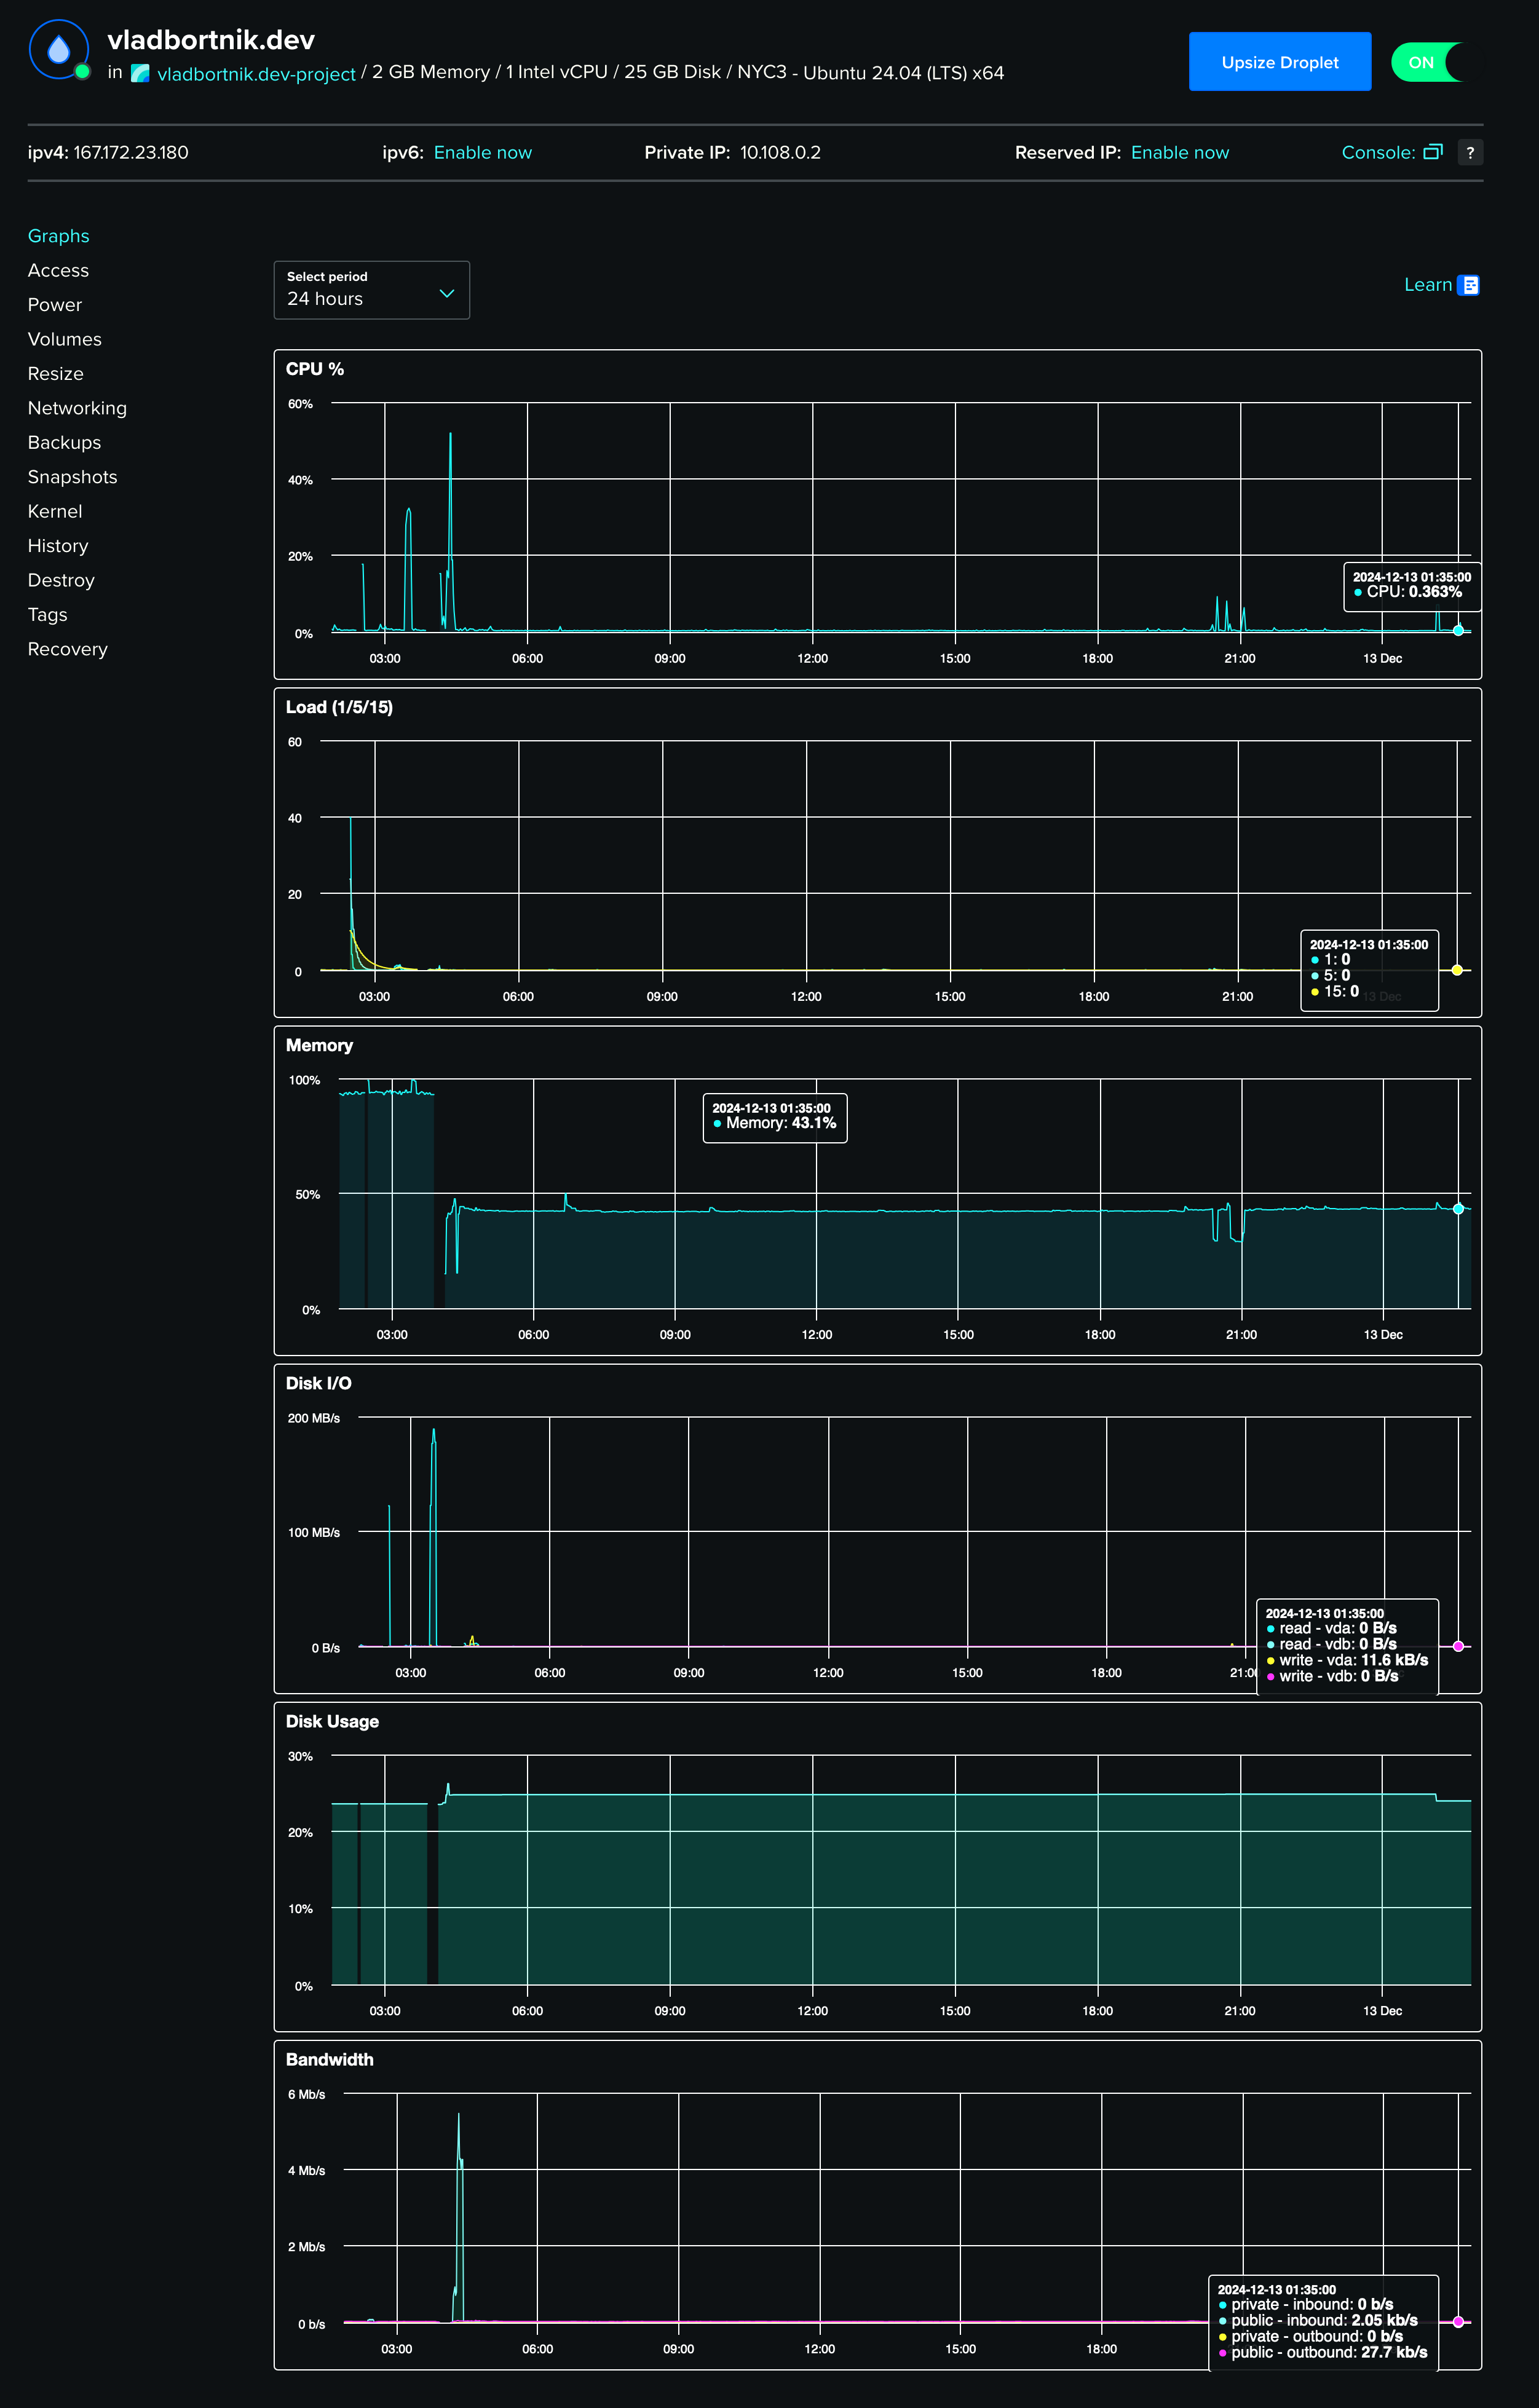 vladbortnik.dev
in vladbortnik.dev-project / 2 GB Memory / 1 Intel vCPU / 25 GB Disk / NYC3 - Ubuntu 24.04 (LTS) x64
Upsize Droplet
ON
ipv4: 167.172.23.180
ipv6: Enable now
Private IP: 10.108.0.2
Reserved IP: Enable now
Console:
?
Graphs
Access
Power
Volumes
Resize
Networking
Backups
Snapshots
Kernel
History
Destroy
Tags
Recovery
Select period
24 hours
Learn
CPU %
60%
40%
20%
0%
2024-12-13 01:35:00
CPU: 0.363%
03:00 06:00 09:00 12:00 15:00 18:00 21:00 13 Dec
Load (1/5/15)
60
40
20
0
2024-12-13 01:35:00
1: 0
5: 0
15: 0
03:00 06:00 09:00 12:00 15:00 18:00 21:00 13 Dec
Memory
100%
50%
0%
2024-12-13 01:35:00
Memory: 43.1%
03:00 06:00 09:00 12:00 15:00 18:00 21:00 13 Dec
Disk I/O
200 MB/s
100 MB/s
0 B/s
2024-12-13 01:35:00
read - vda: 0 B/s
read - vdb: 0 B/s
write - vda: 11.6 kB/s
write - vdb: 0 B/s
03:00 06:00 09:00 12:00 15:00 18:00 21:00
Disk Usage
30%
20%
10%
0%
03:00 06:00 09:00 12:00 15:00 18:00 21:00 13 Dec
Bandwidth
6 Mb/s
4 Mb/s
2 Mb/s
0 b/s
2024-12-13 01:35:00
private - inbound: 0 b/s
public - inbound: 2.05 kb/s
private - outbound: 0 b/s
public - outbound: 27.7 kb/s
03:00 06:00 09:00 12:00 15:00 18:00